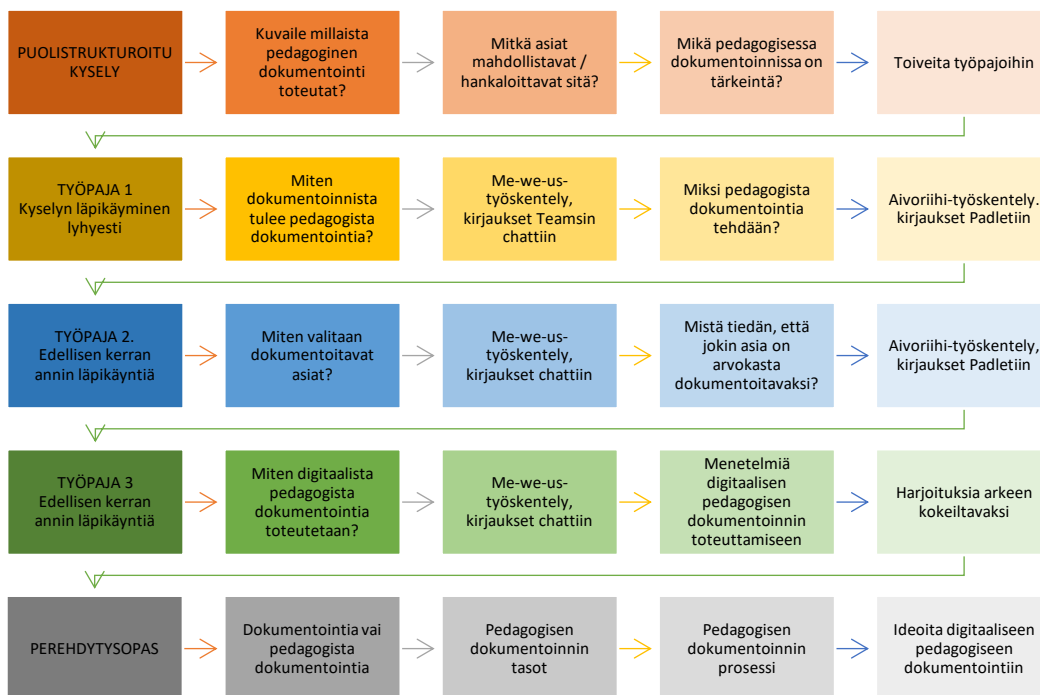 PUOLISTRUKTUROITU
KYSELY
Kuvaile millaista
pedagoginen
dokumentointi
toteutat?
Mitkä asiat
mahdollistavat /
hankaloittavat sitä?
Mikä pedagogisessa
dokumentoinnissa on
tärkeintä?
Toiveita työpajoihin
TYÖPAJA 1
Kyselyn läpikäyminen
lyhyesti
Miten
dokumentoinnista
tulee pedagogista
dokumentointia?
Me-we-us-
työskentely,
kirjaukset Teamsin
chattiin
Miksi pedagogista
dokumentointia
tehdään?
Aivoriihi-työskentely.
kirjaukset Padletiin
TYÖPAJA 2.
Edellisen kerran
annin läpikäyntiä
Miten valitaan
dokumentoitavat
asiat?
Me-we-us-
työskentely,
kirjaukset chattiin
Mistä tiedän, että
jokin asia on
arvokasta
dokumentoitavaksi?
Aivoriihi-työskentely,
kirjaukset Padletiin
TYÖPAJA 3
Edellisen kerran
annin läpikäyntiä
Miten digitaalista
pedagogista
dokumentointia
toteutetaan?
Me-we-us-
työskentely,
kirjaukset chattiin
Menetelmiä
digitaalisen
pedagogisen
dokumentoinnin
toteuttamiseen
Harjoituksia arkeen
kokeiltavaksi
PEREHDYTYSOPAS
Dokumentointia vai
pedagogista
dokumentointia
Pedagogisen
dokumentoinnin
tasot
Pedagogisen
dokumentoinnin
prosessi
Ideoita digitaaliseen
pedagogiseen
dokumentointiin